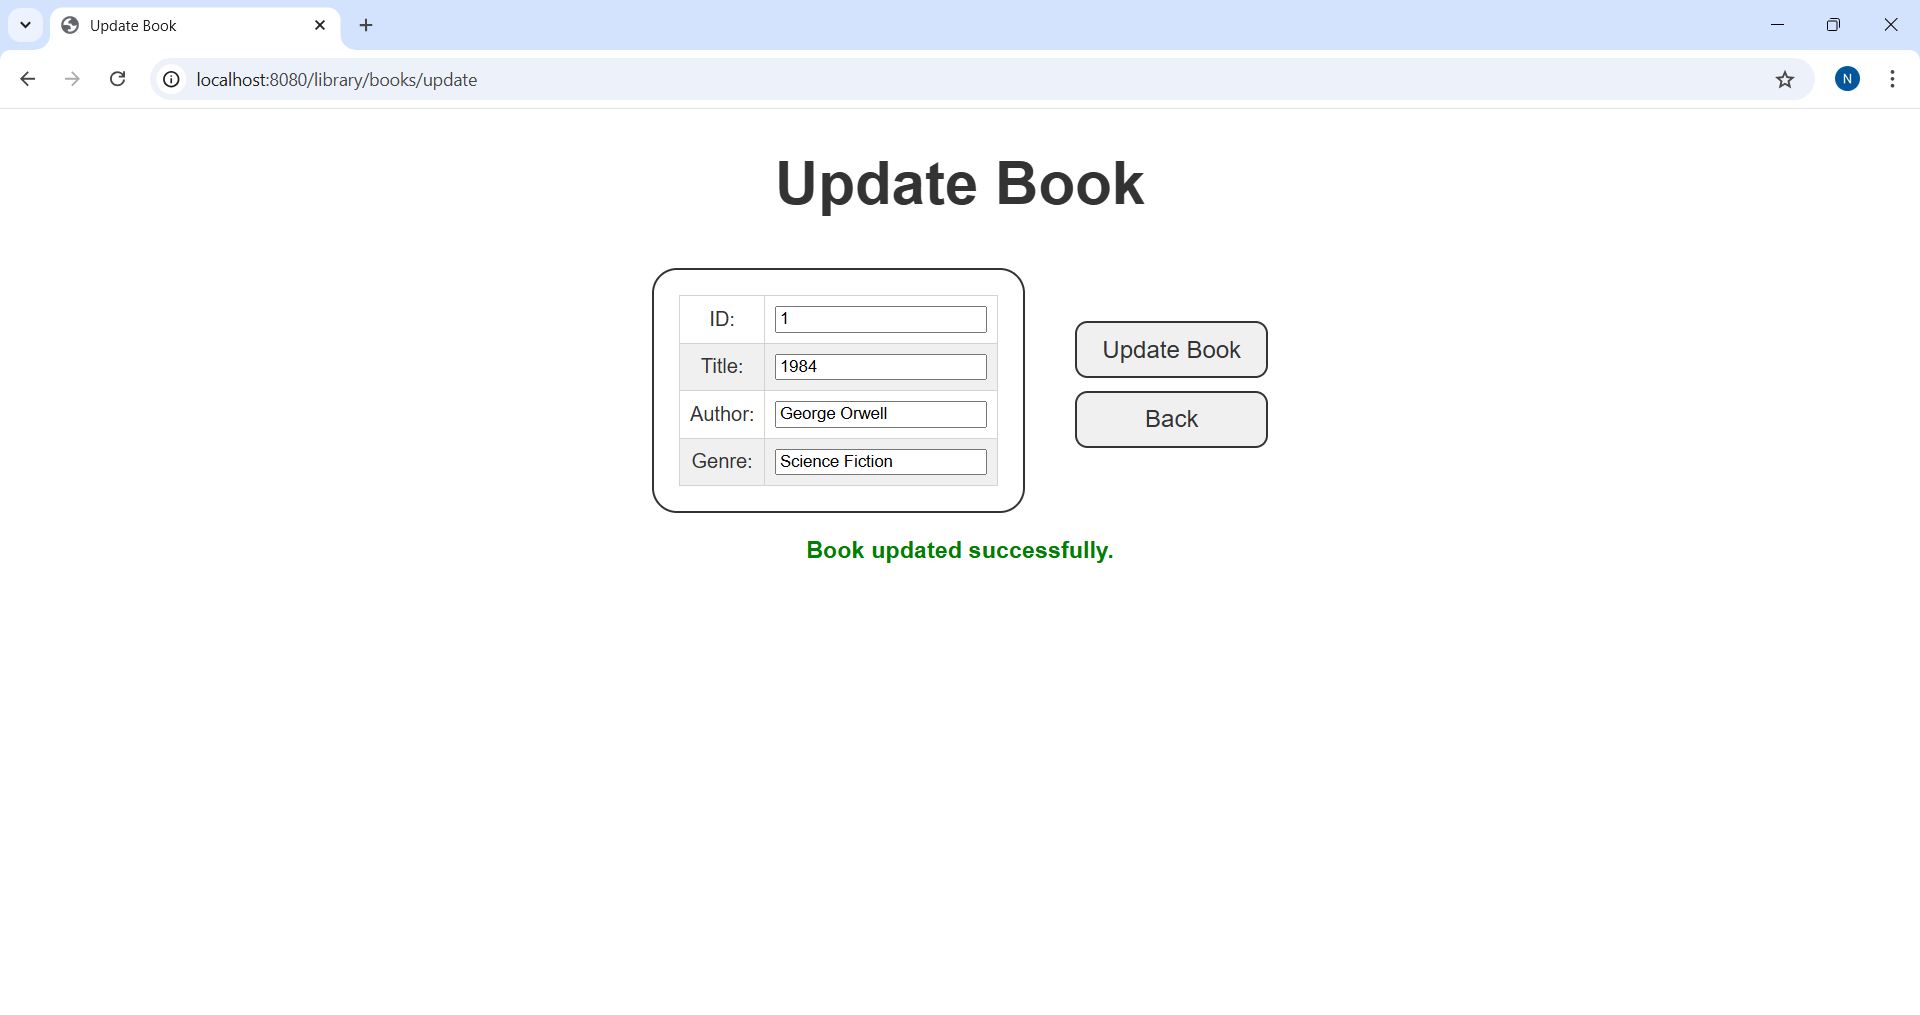 Update Book
localhost:8080/library/books/update
N
Update Book
ID: 1
Title: 1984
Author: George Orwell
Genre: Science Fiction
Update Book
Back
Book updated successfully.